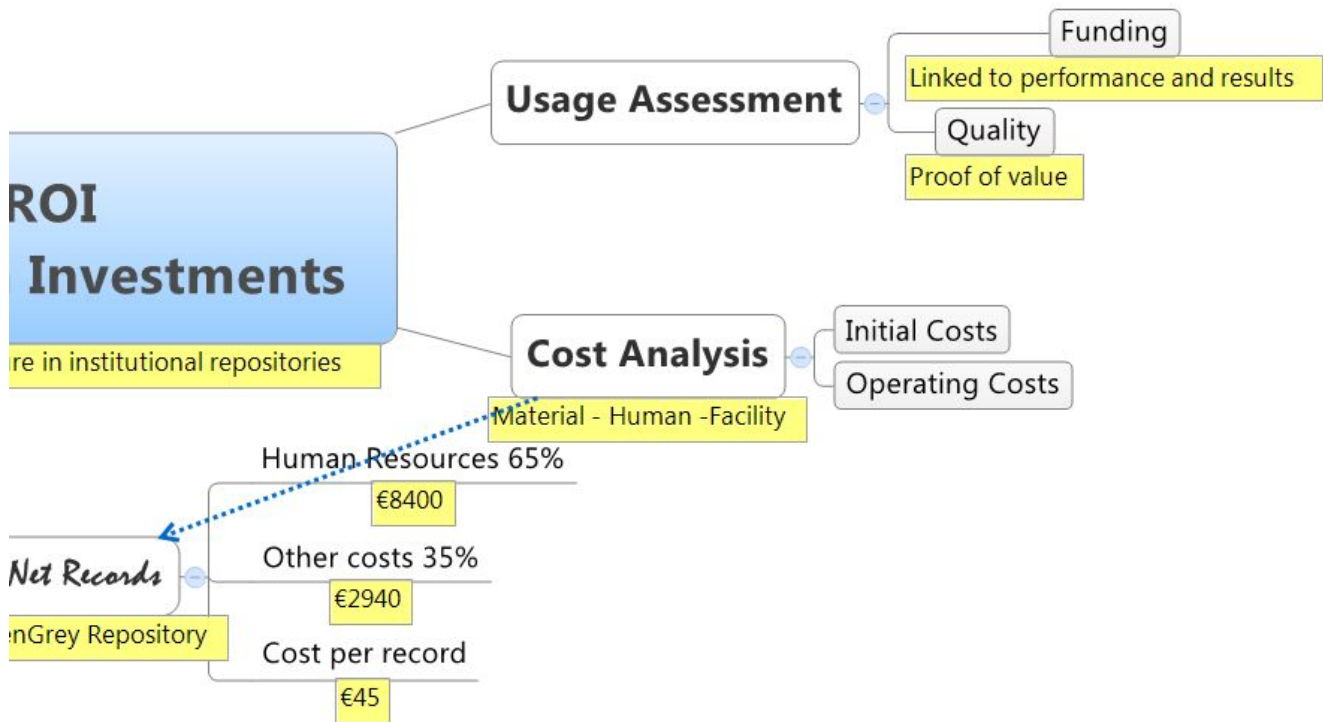 ROI
Investments
re in institutional repositories
Usage Assessment
Funding
Linked to performance and results
Quality
Proof of value
Cost Analysis
Material - Human -Facility
Initial Costs
Operating Costs
Net Records
enGrey Repository
Human Resources 65%
€8400
Other costs 35%
€2940
Cost per record
€45